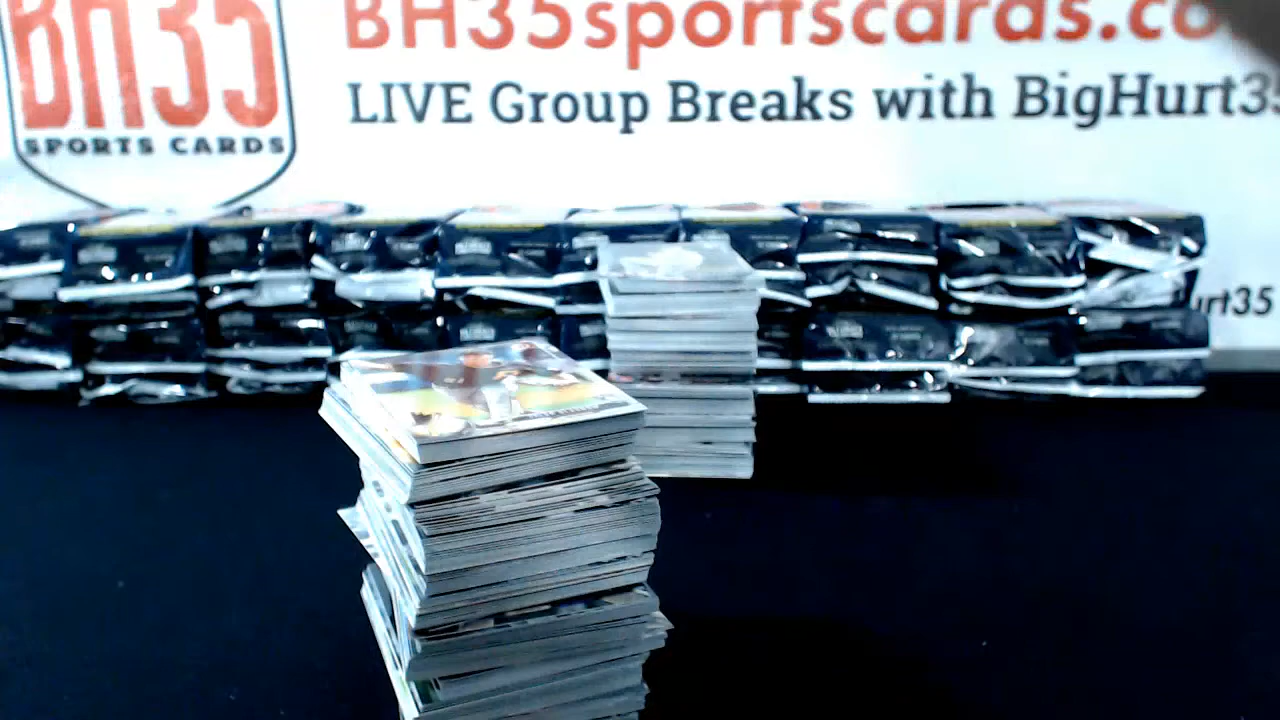 BH35
SPORTS CARDS
BH35sportscards.co
LIVE Group Breaks with BigHurt35
urt35